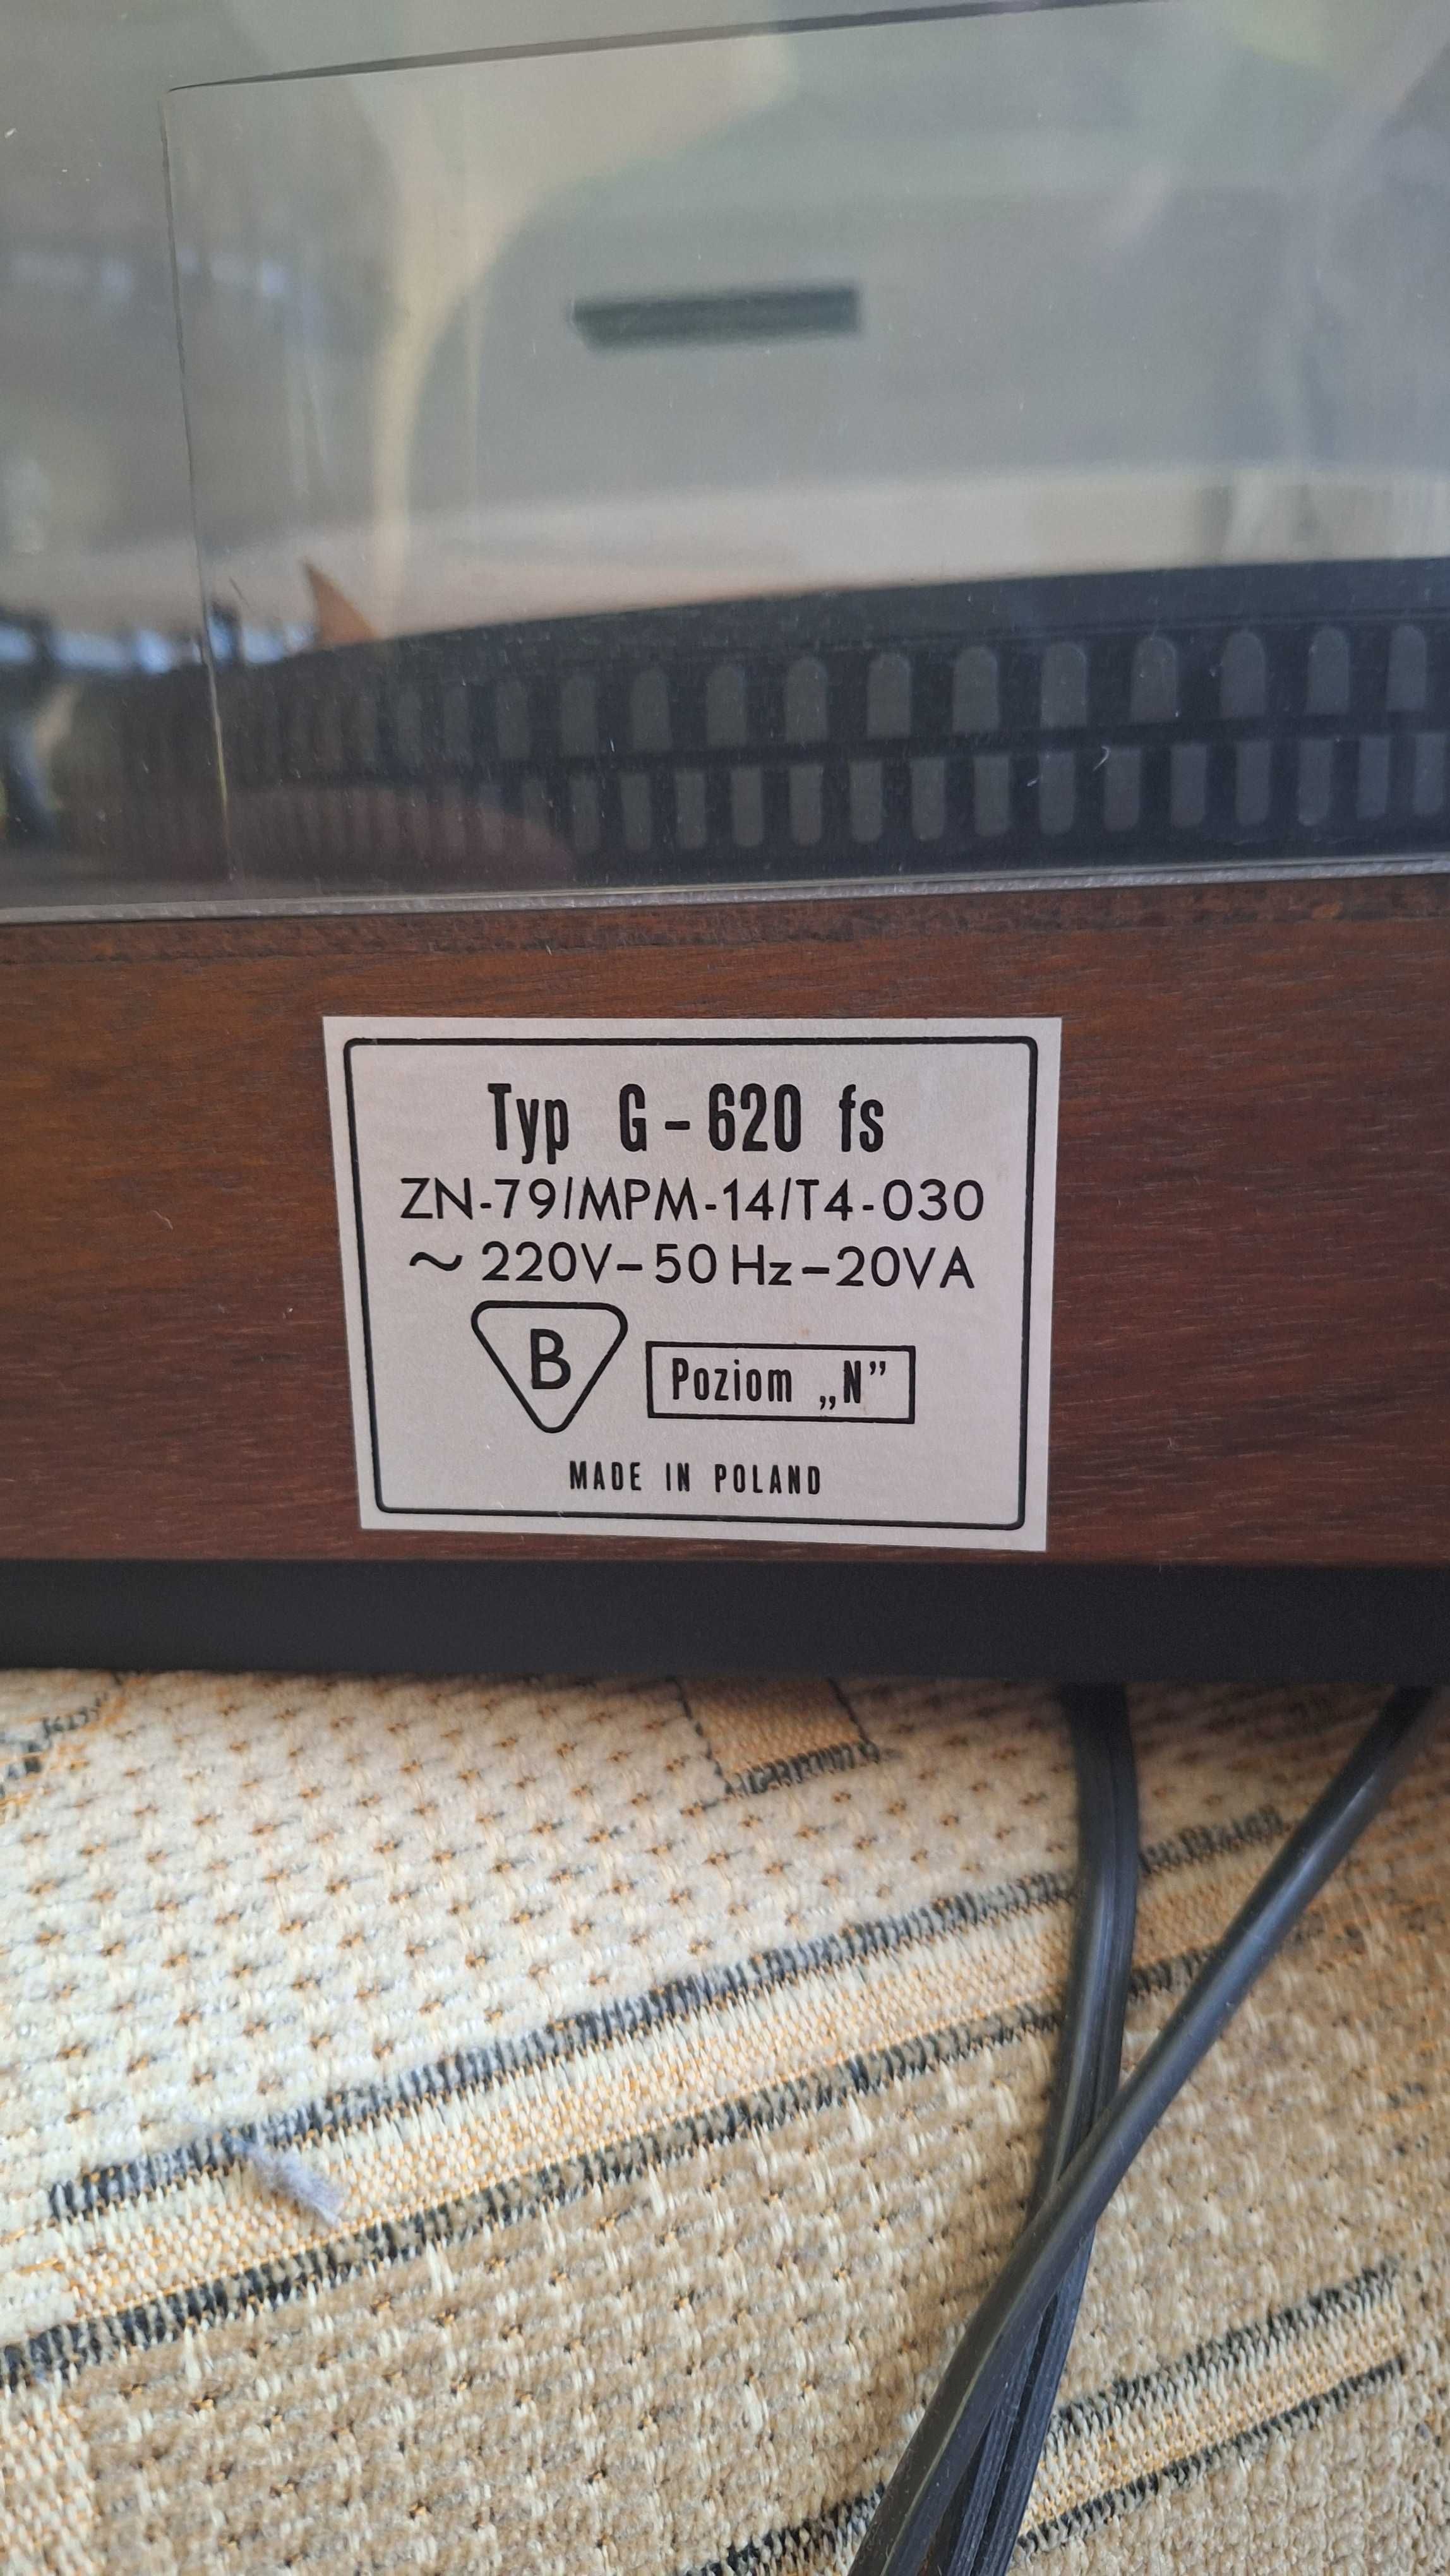 Typ G-620 fs
ZN-79/MPM-14/T4-030
~ 220V-50 Hz-20VA
B
Poziom „N”
MADE IN POLAND